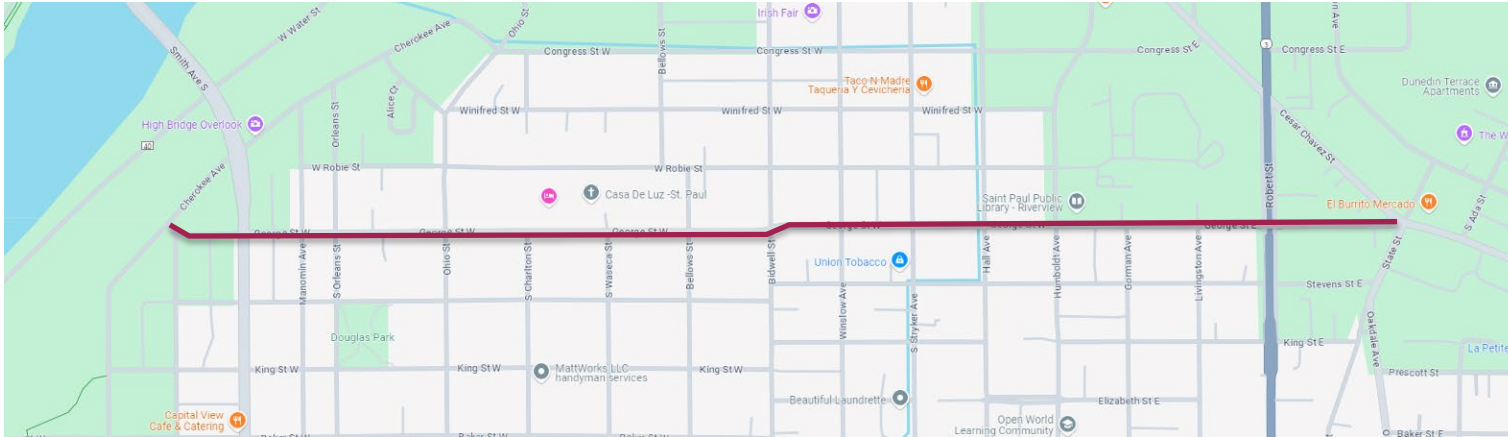 Irish Fair
W Water St
Cherokee Ave
Ohio St
Smith Ave S
Congress St W
Bellows St
Congress St W
Congress St E
5
Congress St E
Taco N Madre
Taqueria Y Cevicheria
Dunedin Terrace
Apartments
Orleans St
Alice Ct
Winifred St W
Winifred St W
Winifred St W
High Bridge Overlook
40
Cesar Chavez St
The W
W Robie St
W Robie St
Cherokee Ave
Casa De Luz -St. Paul
Saint Paul Public
Library - Riverview
Robert St
El Burrito Mercado
S Ada St
George St W
George St W
George St W
George St W
George St W
George St E
State St
Manomin Ave
S Orleans St
Ohio St
S Charlton St
S Waseca St
Bellows St
Bidwell St
Union Tobacco
Hall Ave
Humboldt Ave
Gorman Ave
Livingston Ave
Winslow Ave
S Stryker Ave
Stevens St E
Oakdale Ave
Douglas Park
King St E
La Petite
King St W
King St W
MattWorks LLC
handyman services
King St W
Prescott St
Beautiful Laundrette
Elizabeth St E
Capital View
Cafe & Catering
Open World
Learning Community
Baker St W
Baker St W
Baker St E